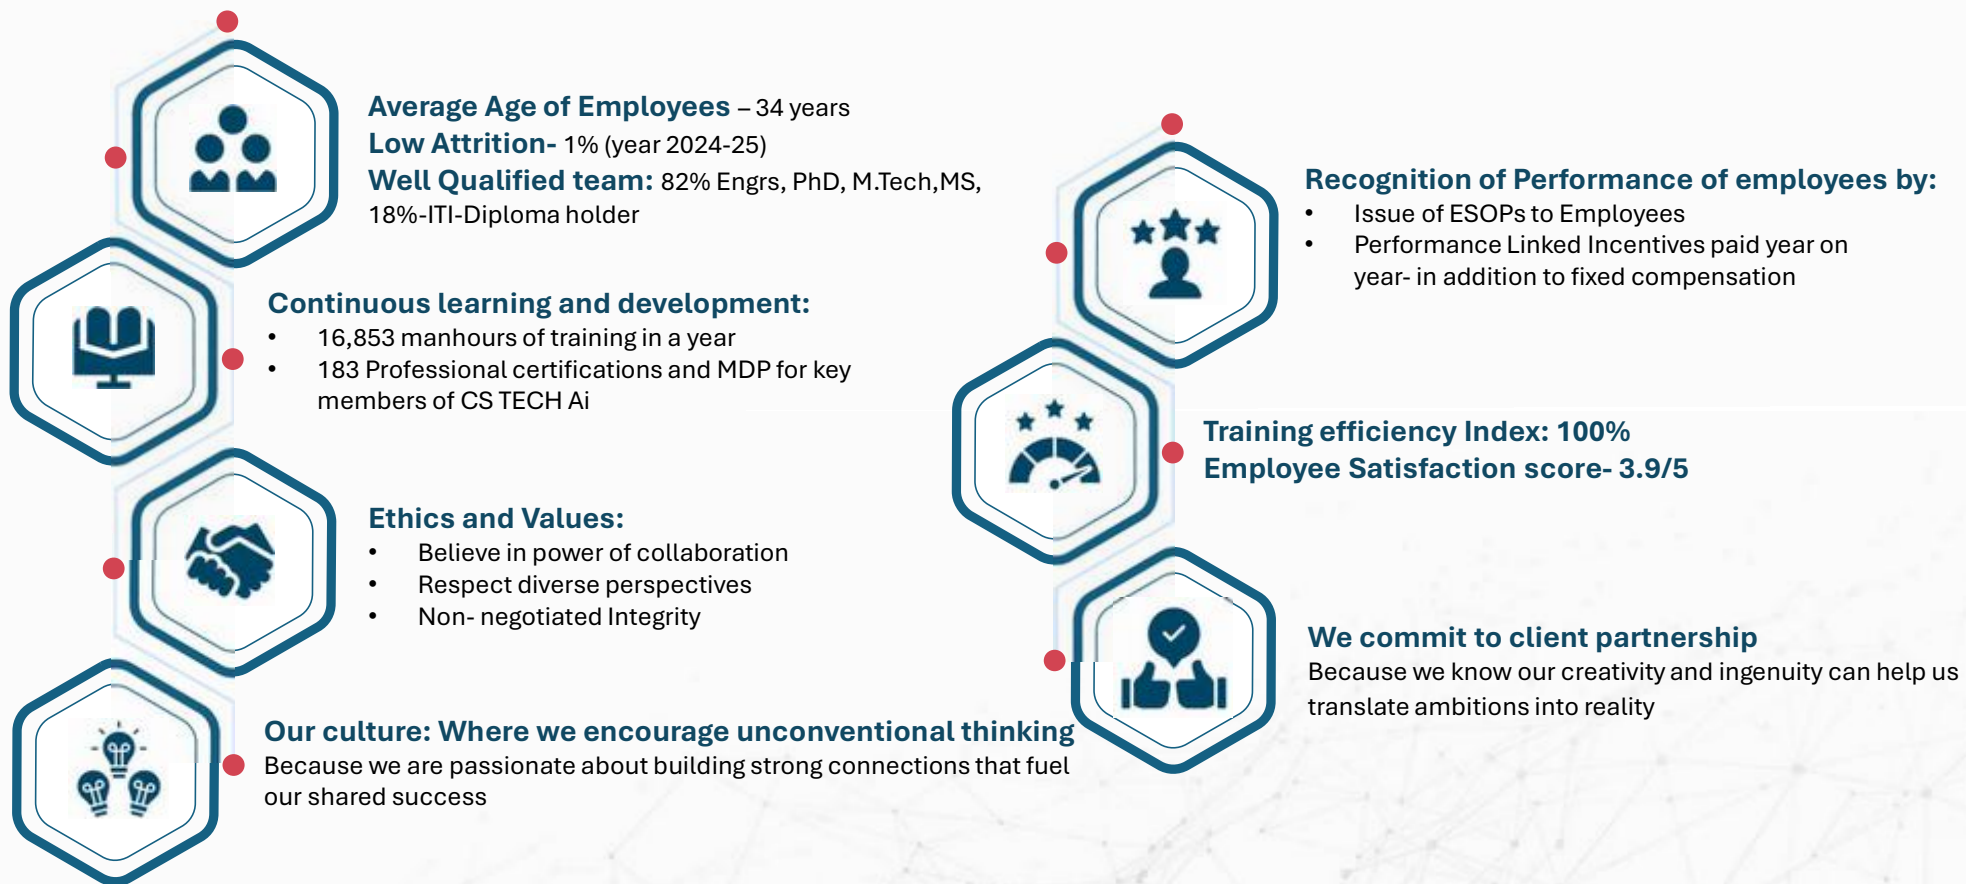 Average Age of Employees – 34 years
Low Attrition- 1% (year 2024-25)
Well Qualified team: 82% Engrs, PhD, M.Tech,MS,
18%-ITI-Diploma holder
Continuous learning and development:
• 16,853 manhours of training in a year
• 183 Professional certifications and MDP for key
members of CS TECH Ai
Ethics and Values:
• Believe in power of collaboration
• Respect diverse perspectives
• Non- negotiated Integrity
Our culture: Where we encourage unconventional thinking
Because we are passionate about building strong connections that fuel
our shared success
Recognition of Performance of employees by:
• Issue of ESOPs to Employees
• Performance Linked Incentives paid year on
year- in addition to fixed compensation
Training efficiency Index: 100%
Employee Satisfaction score- 3.9/5
We commit to client partnership
Because we know our creativity and ingenuity can help us
translate ambitions into reality